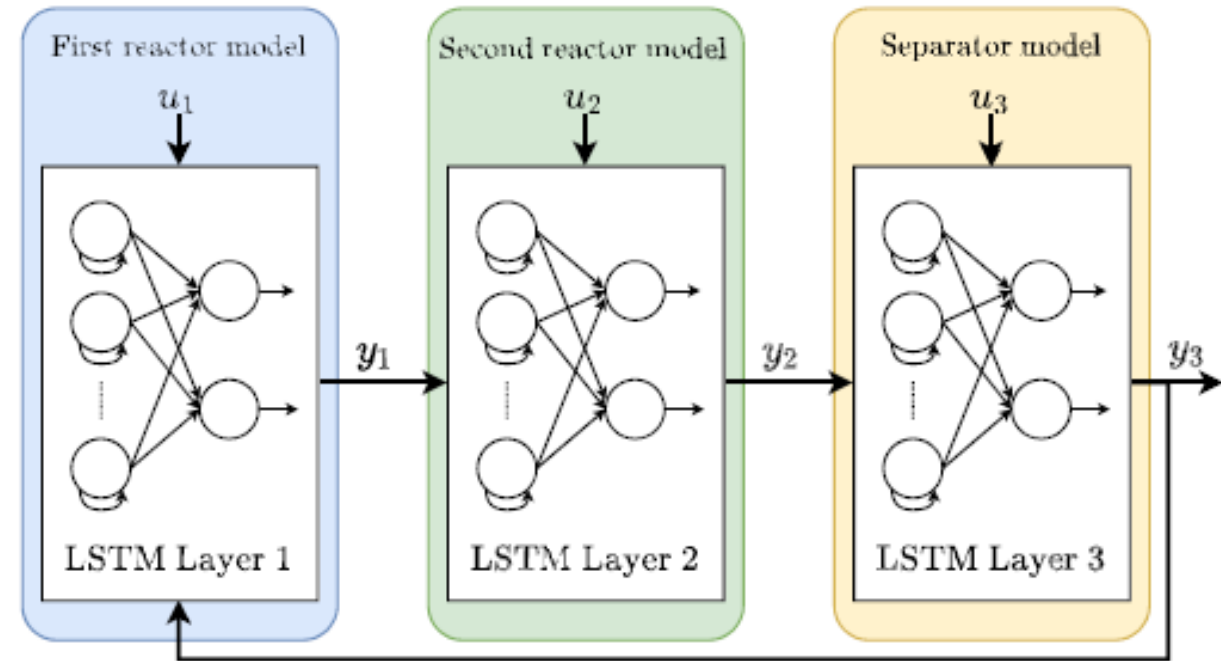 First reactor model
u₁
LSTM Layer 1
y₁
Second reactor model
u₂
LSTM Layer 2
y₂
Separator model
u₃
LSTM Layer 3
y₃